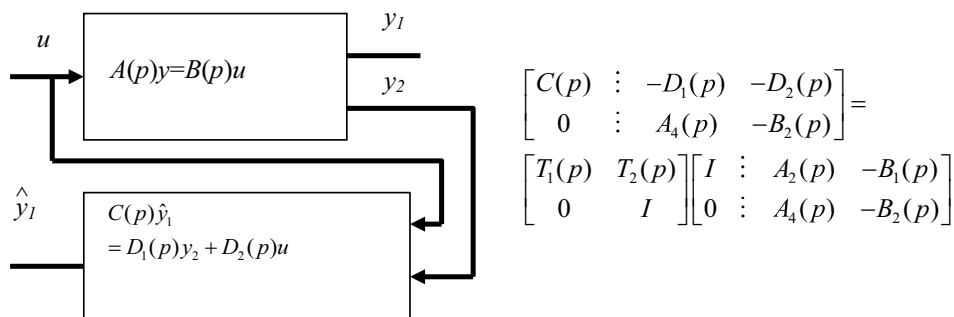 y₁
u
A(p)y=B(p)u
y₂
ŷ₁
C(p)ŷ₁
= D₁(p)y₂ + D₂(p)u
[C(p) ⋮ −D₁(p) −D₂(p)
0 ⋮ A₄(p) −B₂(p)] =
[T₁(p) T₂(p)
0 I] [I ⋮ A₂(p) −B₁(p)
0 ⋮ A₄(p) −B₂(p)]